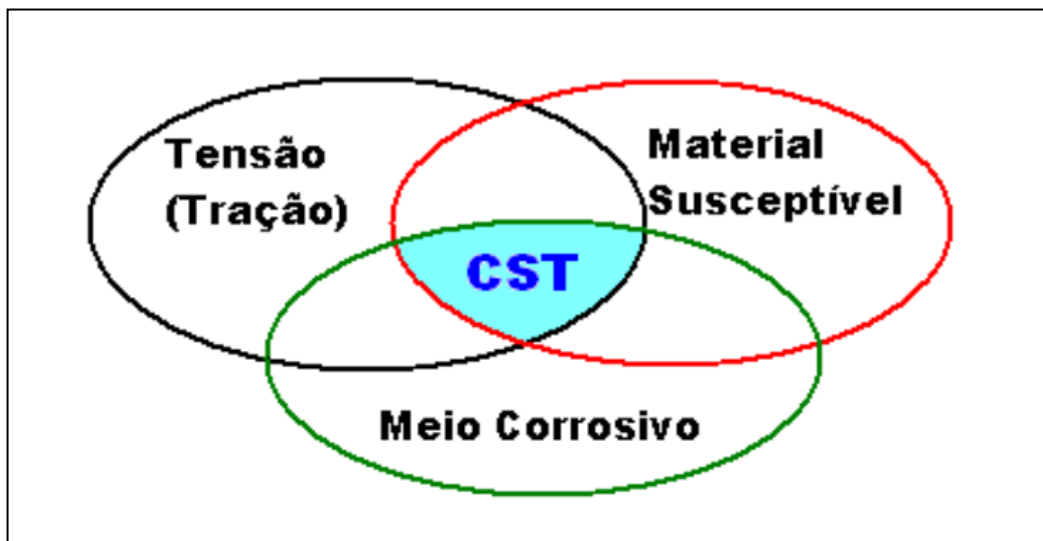 Tensão
(Tração)
Material
Susceptível
CST
Meio Corrosivo